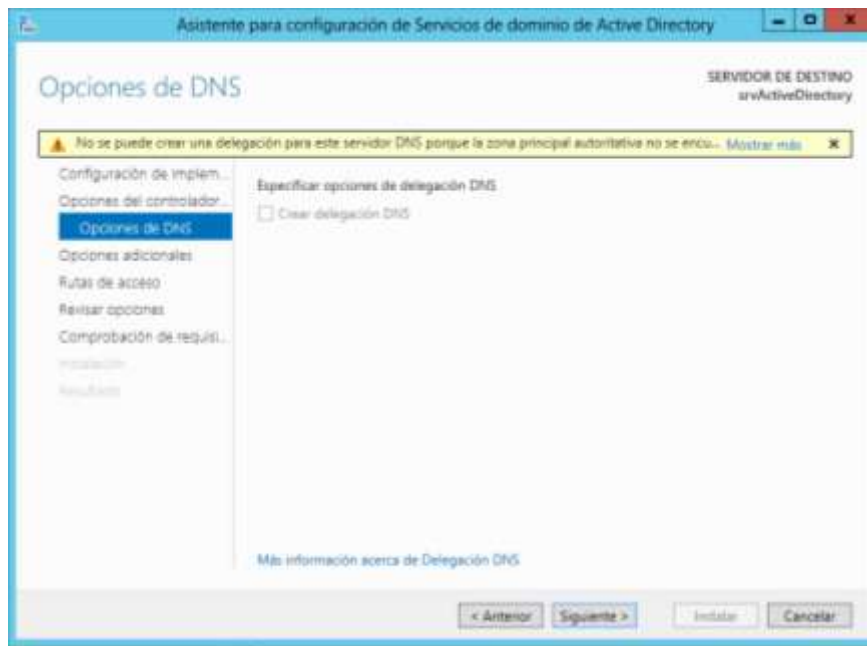 Asistente para configuración de Servicios de dominio de Active Directory
Opciones de DNS
SERVIDOR DE DESTINO
srvActiveDirectory
No se puede crear una delegación para este servidor DNS porque la zona principal autoritativa no se encu... Mostrar más
Configuración de implem...
Opciones del controlador...
Opciones de DNS
Opciones adicionales
Rutas de acceso
Revisar opciones
Comprobación de requisi...
Instalación
Resultado
Especificar opciones de delegación DNS
Crear delegación DNS
Más información acerca de Delegación DNS
< Anterior
Siguiente >
Instalar
Cancelar